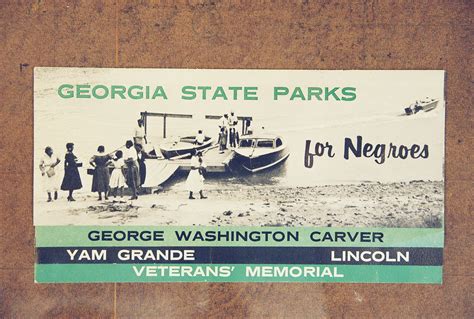 GEORGIA STATE PARKS
for Negroes
GEORGE WASHINGTON CARVER
YAM GRANDE LINCOLN
VETERANS' MEMORIAL